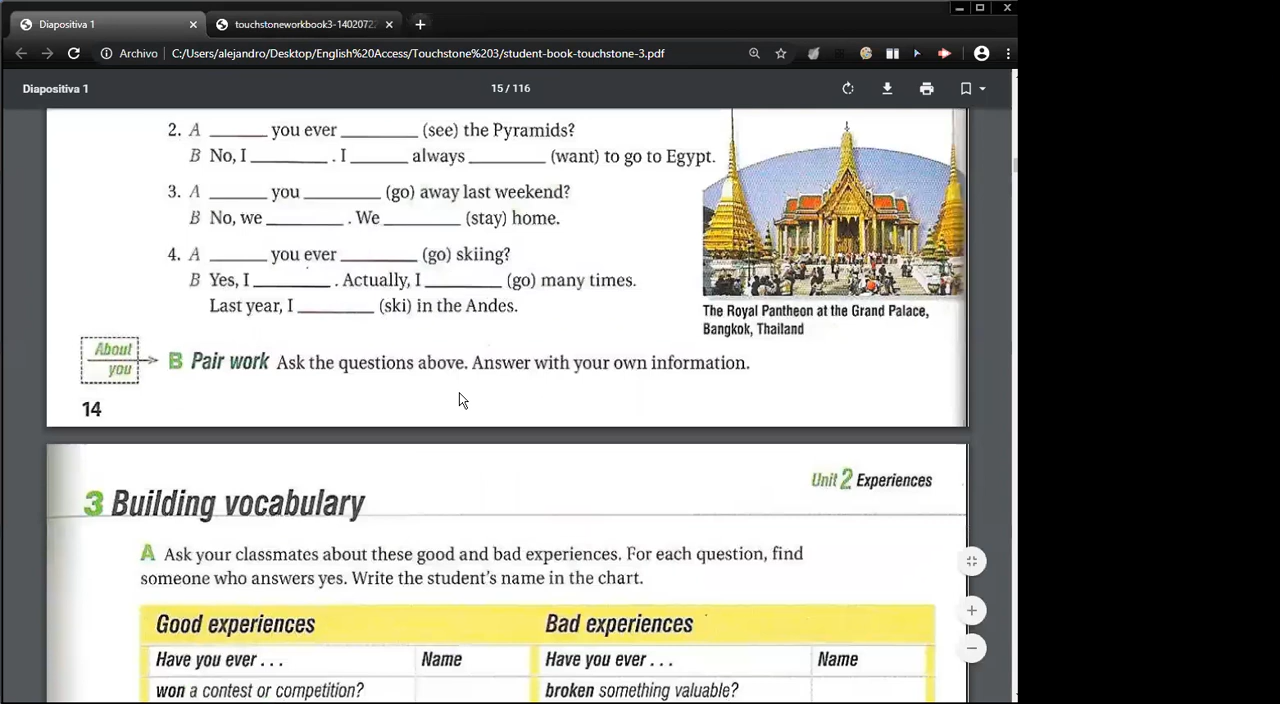 Diapositiva 1
touchstoneworkbook3-1402072
Archivo
C:/Users/alejandro/Desktop/English%20Access/Touchstone%203/student-book-touchstone-3.pdf
Diapositiva 1
15 / 116
2. A ______ you ever ________ (see) the Pyramids?
B No, I ________ . I ______ always ________ (want) to go to Egypt.
3. A ______ you ________ (go) away last weekend?
B No, we ________ . We ________ (stay) home.
4. A ______ you ever ________ (go) skiing?
B Yes, I ________ . Actually, I ________ (go) many times.
Last year, I ________ (ski) in the Andes.
The Royal Pantheon at the Grand Palace,
Bangkok, Thailand
About
you
B Pair work Ask the questions above. Answer with your own information.
14
Unit 2 Experiences
3 Building vocabulary
A Ask your classmates about these good and bad experiences. For each question, find
someone who answers yes. Write the student's name in the chart.
Good experiences
Bad experiences
Have you ever . . .
Name
Have you ever . . .
Name
won a contest or competition?
broken something valuable?